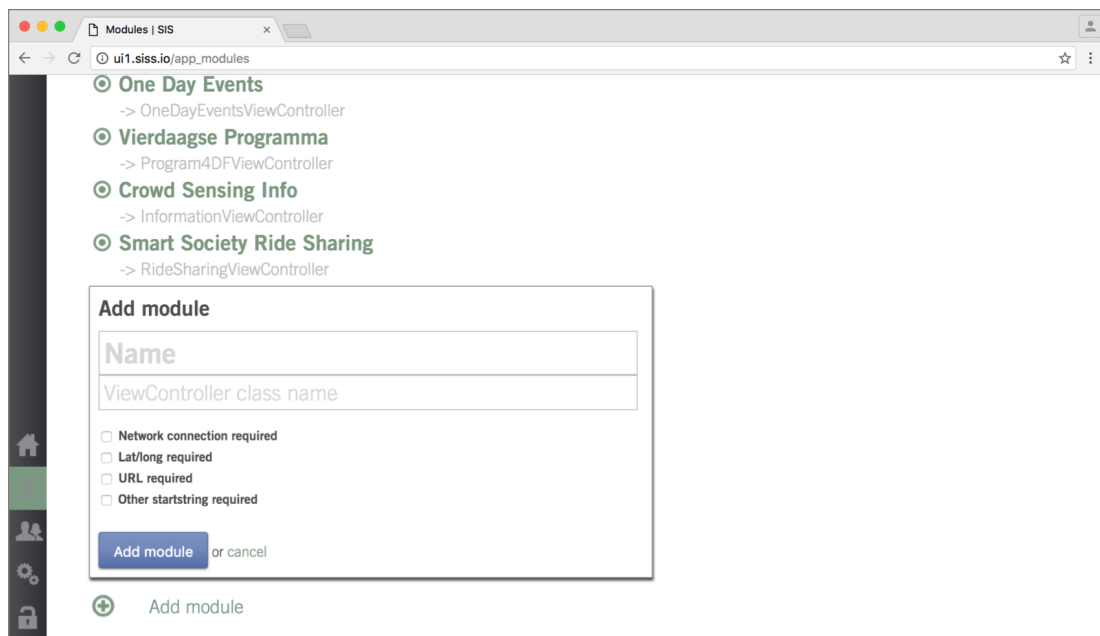 Modules | SIS
ui1.siss.io/app_modules
One Day Events
-> OneDayEventsViewController
Vierdaagse Programma
-> Program4DFViewController
Crowd Sensing Info
-> InformationViewController
Smart Society Ride Sharing
-> RideSharingViewController
Add module
Name
ViewController class name
Network connection required
Lat/long required
URL required
Other startstring required
Add module or cancel
Add module